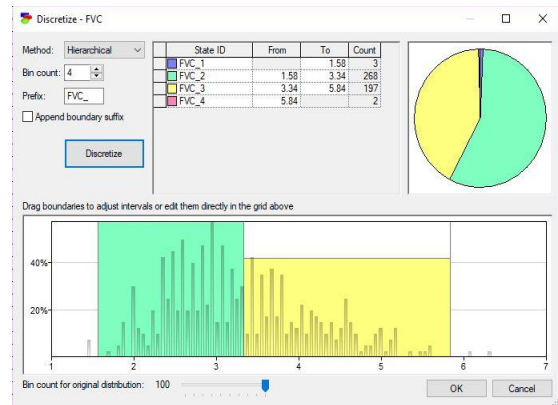 Discretize - FVC
Method: Hierarchical
Bin count: 4
Prefix: FVC_
Append boundary suffix
Discretize
State ID From To Count
FVC_1 1.58 3
FVC_2 1.58 3.34 268
FVC_3 3.34 5.84 197
FVC_4 5.84 2
Drag boundaries to adjust intervals or edit them directly in the grid above
40%
20%
1 2 3 4 5 6 7
Bin count for original distribution: 100
OK Cancel